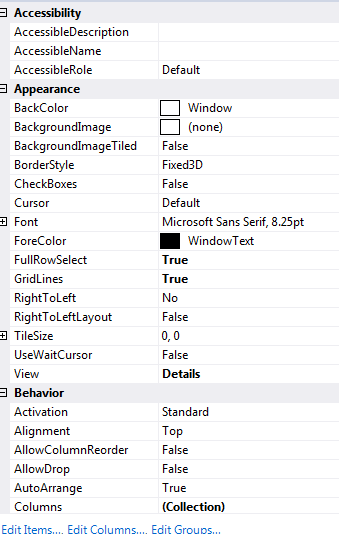 Accessibility
AccessibleDescription
AccessibleName
AccessibleRole Default
Appearance
BackColor Window
BackgroundImage (none)
BackgroundImageTiled False
BorderStyle Fixed3D
CheckBoxes False
Cursor Default
Font Microsoft Sans Serif, 8.25pt
ForeColor WindowText
FullRowSelect True
GridLines True
RightToLeft No
RightToLeftLayout False
TileSize 0, 0
UseWaitCursor False
View Details
Behavior
Activation Standard
Alignment Top
AllowColumnReorder False
AllowDrop False
AutoArrange True
Columns (Collection)
Edit Items... Edit Columns... Edit Groups...